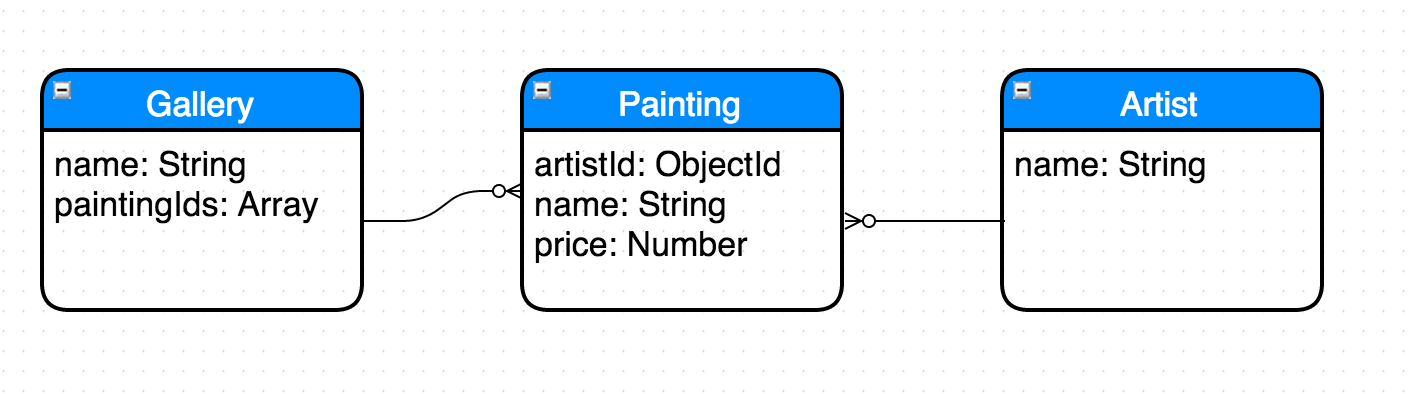 Gallery
name: String
paintingIds: Array
Painting
artistId: ObjectId
name: String
price: Number
Artist
name: String